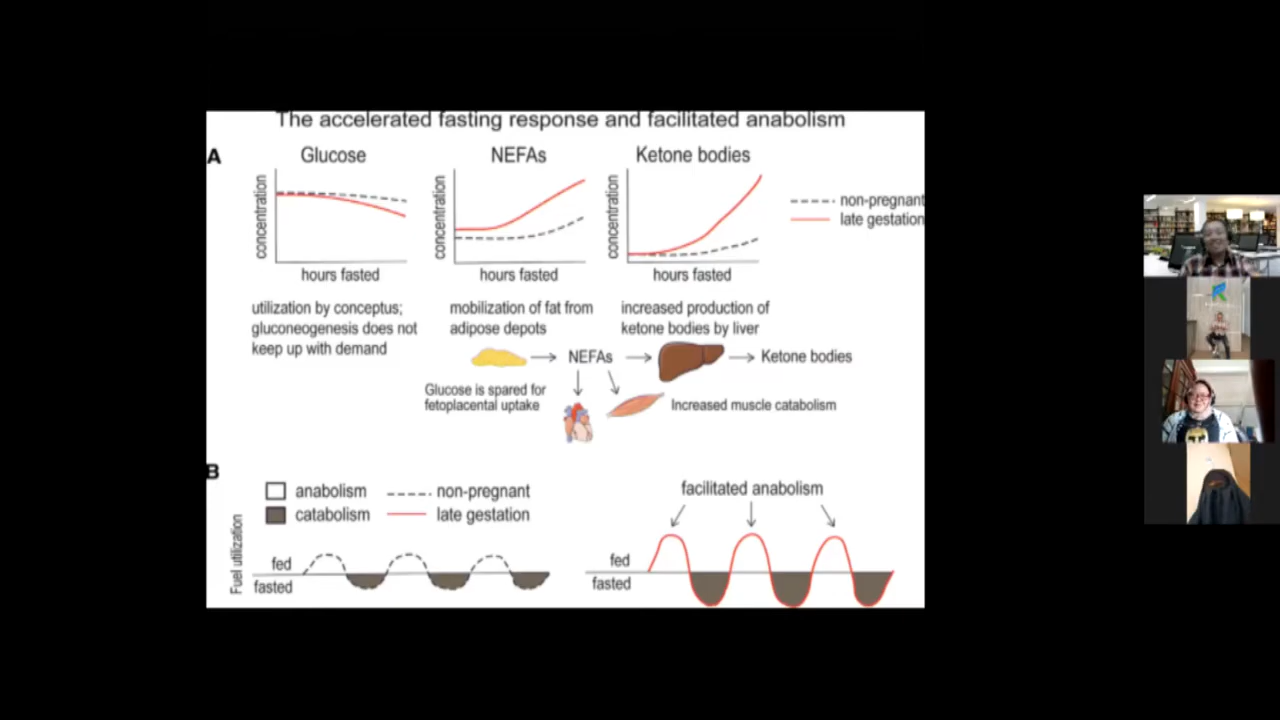 The accelerated fasting response and facilitated anabolism
A
Glucose
NEFAs
Ketone bodies
concentration
concentration
concentration
non-pregnant
late gestation
hours fasted
hours fasted
hours fasted
utilization by conceptus;
gluconeogenesis does not
keep up with demand
mobilization of fat from
adipose depots
increased production of
ketone bodies by liver
NEFAs
Ketone bodies
Glucose is spared for
fetoplacental uptake
Increased muscle catabolism
B
anabolism
non-pregnant
catabolism
late gestation
facilitated anabolism
Fuel utilization
fed
fasted
fed
fasted